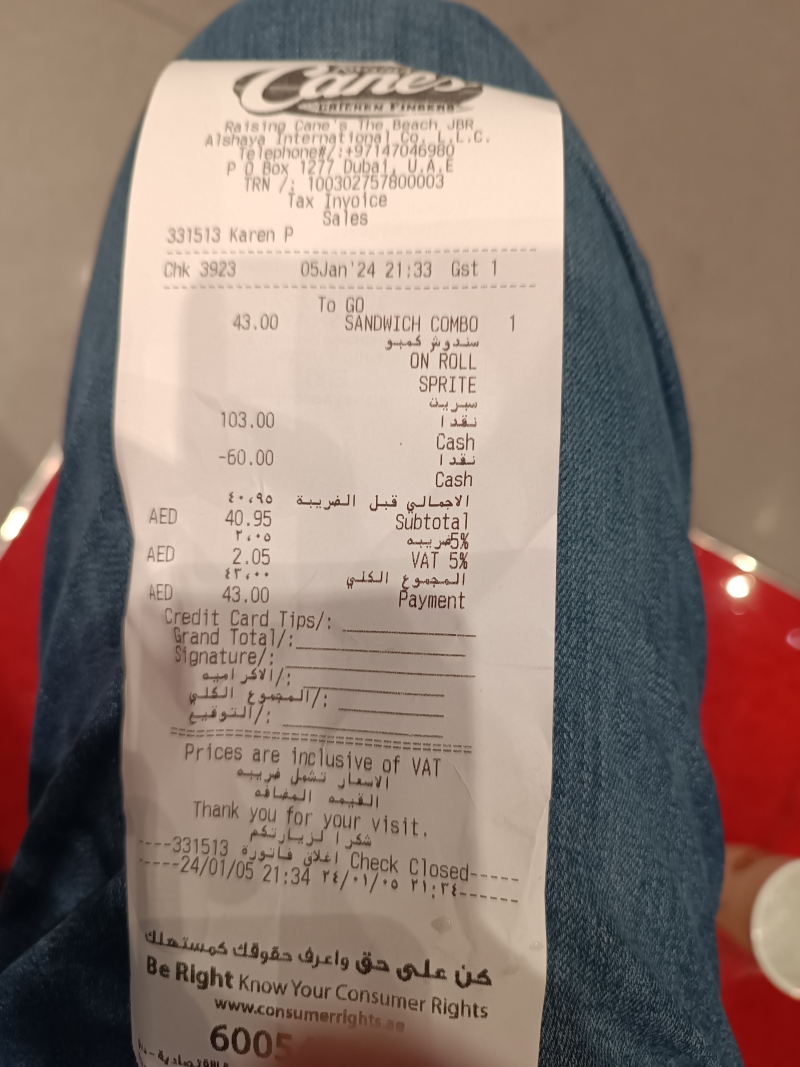 Cane's
CHICKEN FINGERS
Raising Cane's The Beach JBR
Alshaya International Co. L.L.C.
Telephone#/:+97147046980
P O Box 1277 Dubai, U.A.E
TRN /: 100302757800003
Tax Invoice
Sales
331513 Karen P
Chk 3923 05Jan'24 21:33 Gst 1
To GO
43.00 SANDWICH COMBO 1
سندوش كمبو
ON ROLL
SPRITE
سبريت
103.00 نقدا
Cash
-60.00 نقدا
Cash
٤٠،٩٥ الاجمالي قبل الضريبة
AED 40.95 Subtotal
٢،٠٥ ضريبه 5%
AED 2.05 VAT 5%
٤٣،٠٠ المجموع الكلي
AED 43.00 Payment
Credit Card Tips/:
Grand Total/:
Signature/:
الاكراميه/:
المجموع الكلي/:
التوقيع/:
Prices are inclusive of VAT
الاسعار تشمل ضريبه
القيمه المضافه
Thank you for your visit.
شكرا لزيارتكم
----331513 اغلاق فاتورة Check Closed-----
-----24/01/05 21:34 ٢٤/٠١/٠٥ ٢١:٣٤------
كن على حق واعرف حقوقك كمستهلك
Be Right Know Your Consumer Rights
www.consumerrights.ae
6005